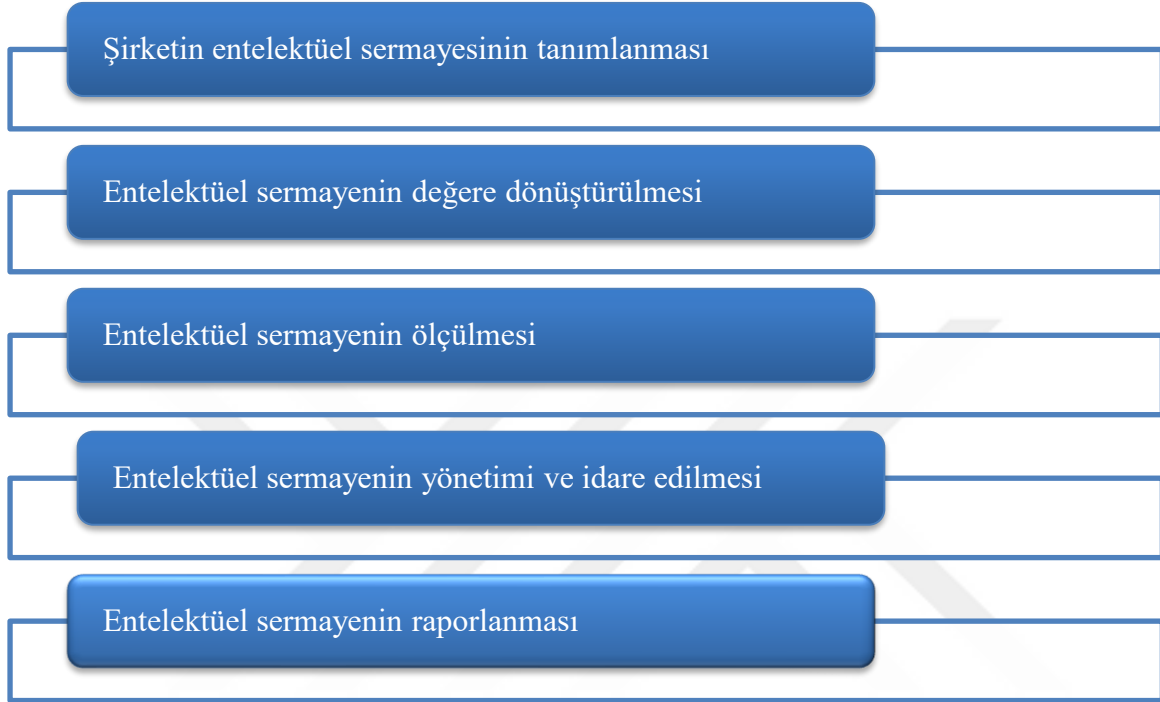 Şirketin entelektüel sermayesinin tanımlanması
Entelektüel sermayenin değere dönüştürülmesi
Entelektüel sermayenin ölçülmesi
Entelektüel sermayenin yönetimi ve idare edilmesi
Entelektüel sermayenin raporlanması